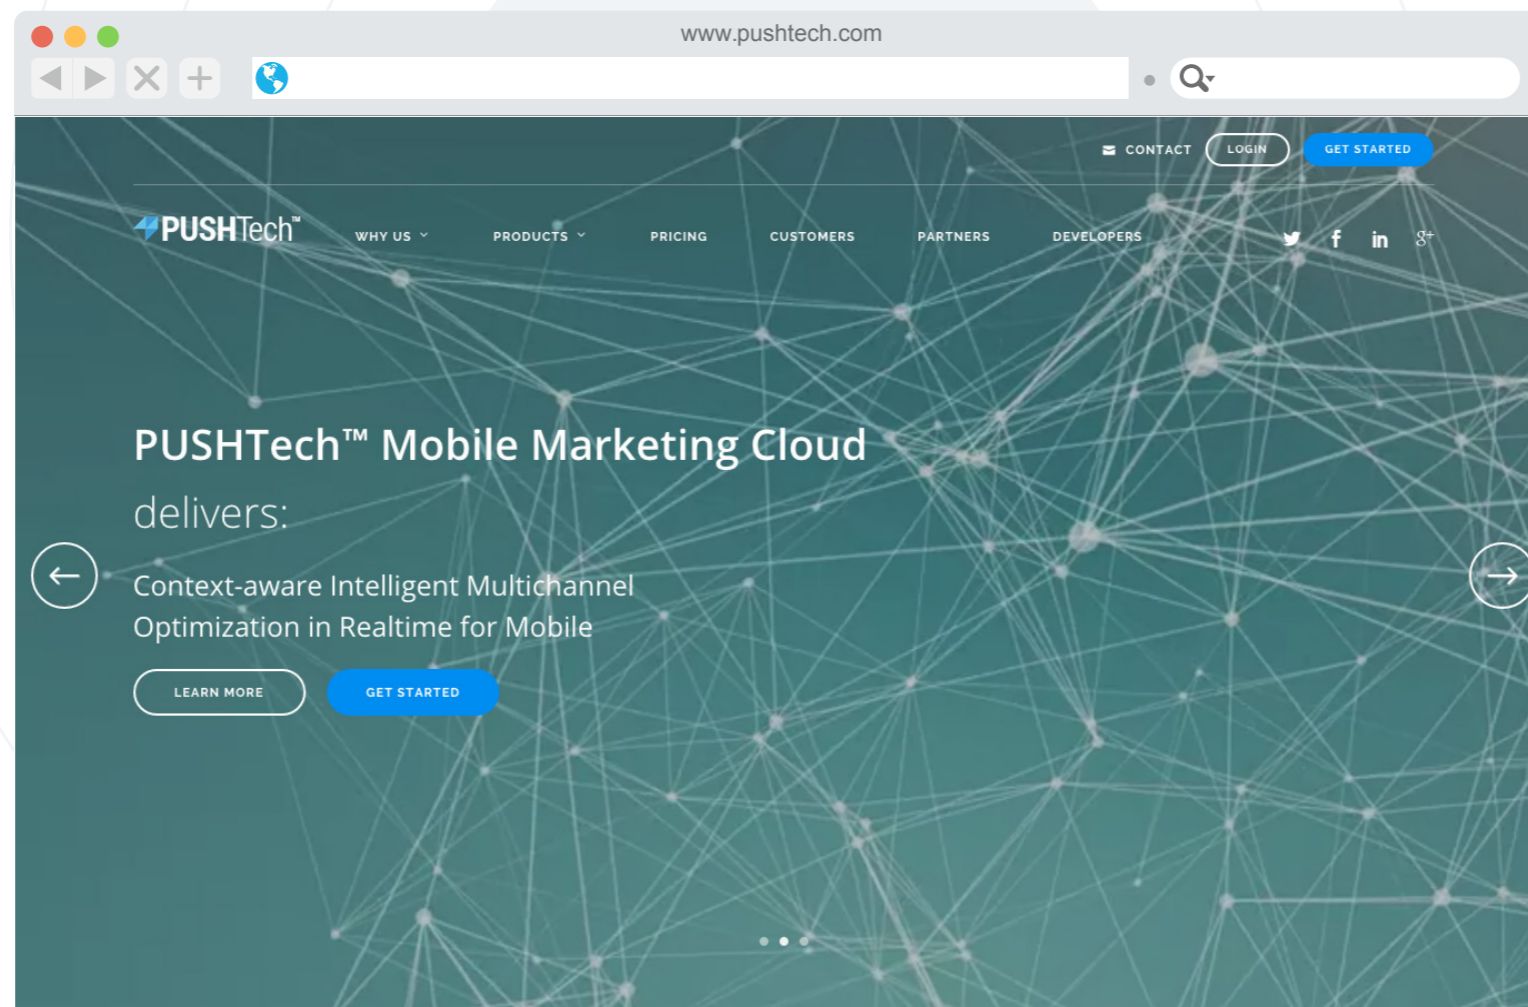 www.pushtech.com
CONTACT LOGIN GET STARTED
PUSHTech™ WHY US PRODUCTS PRICING CUSTOMERS PARTNERS DEVELOPERS
PUSHTech™ Mobile Marketing Cloud
delivers:
Context-aware Intelligent Multichannel
Optimization in Realtime for Mobile
LEARN MORE GET STARTED